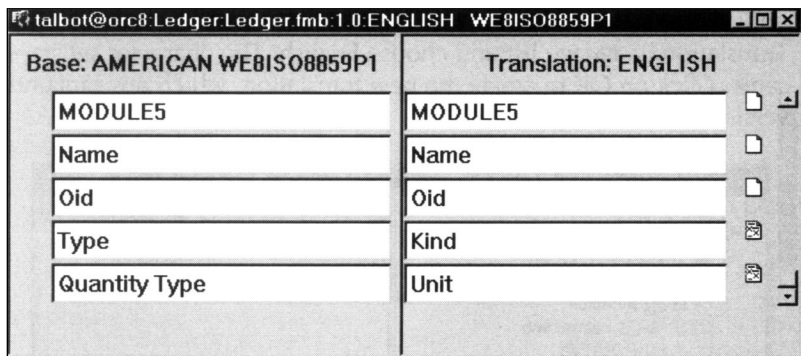 talbot@orc8:Ledger:Ledger.fmb:1.0:ENGLISH WE8ISO8859P1
Base: AMERICAN WE8ISO8859P1 Translation: ENGLISH
MODULE5 MODULE5
Name Name
Oid Oid
Type Kind
Quantity Type Unit